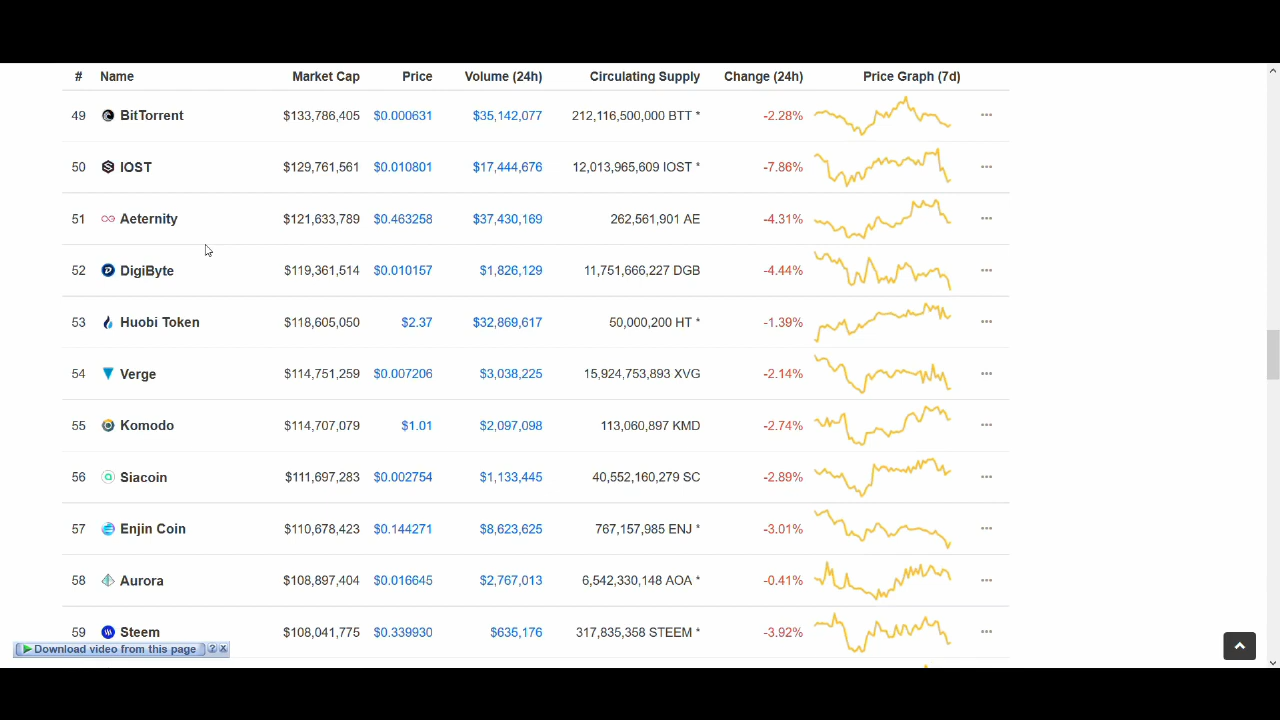 # Name Market Cap Price Volume (24h) Circulating Supply Change (24h) Price Graph (7d)
49 BitTorrent $133,786,405 $0.000631 $35,142,077 212,116,500,000 BTT * -2.28%
50 IOST $129,761,561 $0.010801 $17,444,676 12,013,965,609 IOST * -7.86%
51 Aeternity $121,633,789 $0.463258 $37,430,169 262,561,901 AE -4.31%
52 DigiByte $119,361,514 $0.010157 $1,826,129 11,751,666,227 DGB -4.44%
53 Huobi Token $118,605,050 $2.37 $32,869,617 50,000,200 HT * -1.39%
54 Verge $114,751,259 $0.007206 $3,038,225 15,924,753,893 XVG -2.14%
55 Komodo $114,707,079 $1.01 $2,097,098 113,060,897 KMD -2.74%
56 Siacoin $111,697,283 $0.002754 $1,133,445 40,552,160,279 SC -2.89%
57 Enjin Coin $110,678,423 $0.144271 $8,623,625 767,157,985 ENJ * -3.01%
58 Aurora $108,897,404 $0.016645 $2,767,013 6,542,330,148 AOA * -0.41%
59 Steem $108,041,775 $0.339930 $635,176 317,835,358 STEEM * -3.92%
Download video from this page ? x